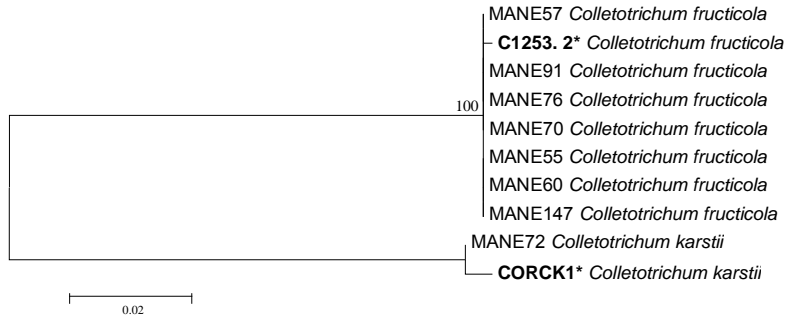 MANE57 Colletotrichum fructicola
C1253. 2* Colletotrichum fructicola
MANE91 Colletotrichum fructicola
MANE76 Colletotrichum fructicola
100
MANE70 Colletotrichum fructicola
MANE55 Colletotrichum fructicola
MANE60 Colletotrichum fructicola
MANE147 Colletotrichum fructicola
MANE72 Colletotrichum karstii
CORCK1* Colletotrichum karstii
0.02